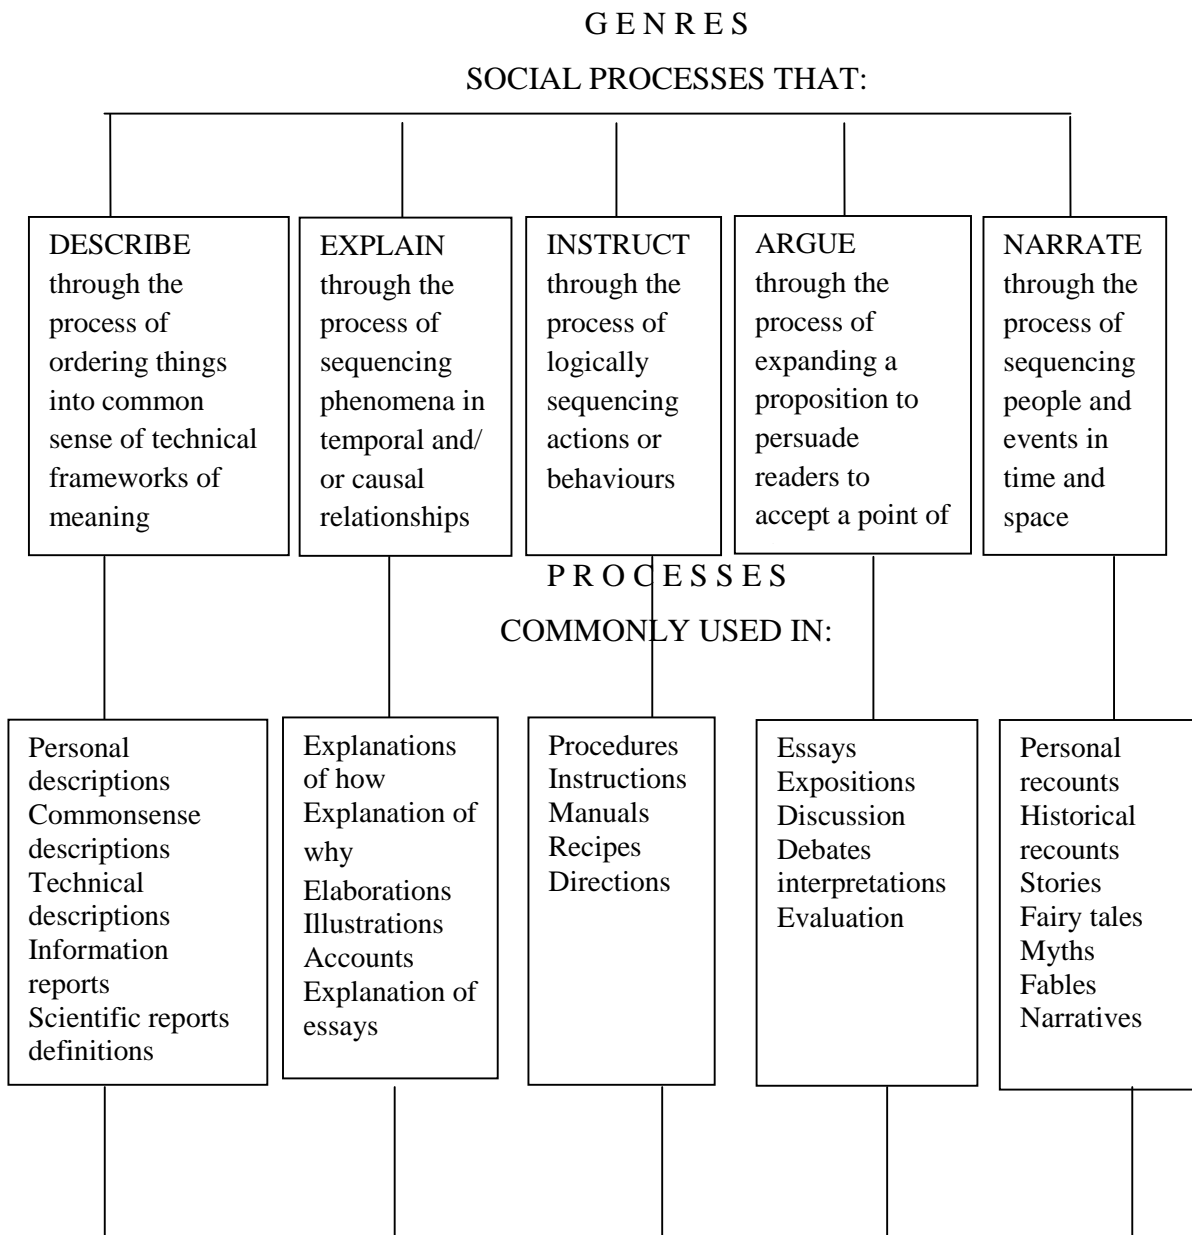 G E N R E S
SOCIAL PROCESSES THAT:
DESCRIBE
through the
process of
ordering things
into common
sense of technical
frameworks of
meaning
EXPLAIN
through the
process of
sequencing
phenomena in
temporal and/
or causal
relationships
INSTRUCT
through the
process of
logically
sequencing
actions or
behaviours
ARGUE
through the
process of
expanding a
proposition to
persuade
readers to
accept a point of
NARRATE
through the
process of
sequencing
people and
events in
time and
space
P R O C E S S E S
COMMONLY USED IN:
Personal
descriptions
Commonsense
descriptions
Technical
descriptions
Information
reports
Scientific reports
definitions
Explanations
of how
Explanation of
why
Elaborations
Illustrations
Accounts
Explanation of
essays
Procedures
Instructions
Manuals
Recipes
Directions
Essays
Expositions
Discussion
Debates
interpretations
Evaluation
Personal
recounts
Historical
recounts
Stories
Fairy tales
Myths
Fables
Narratives